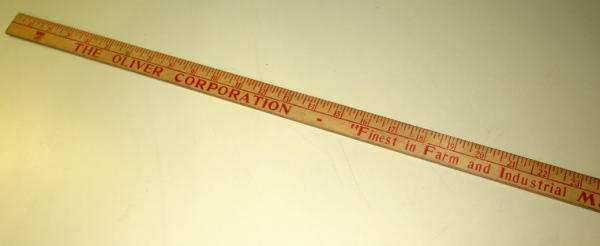 THE OLIVER CORPORATION - "Finest in Farm and Industrial M